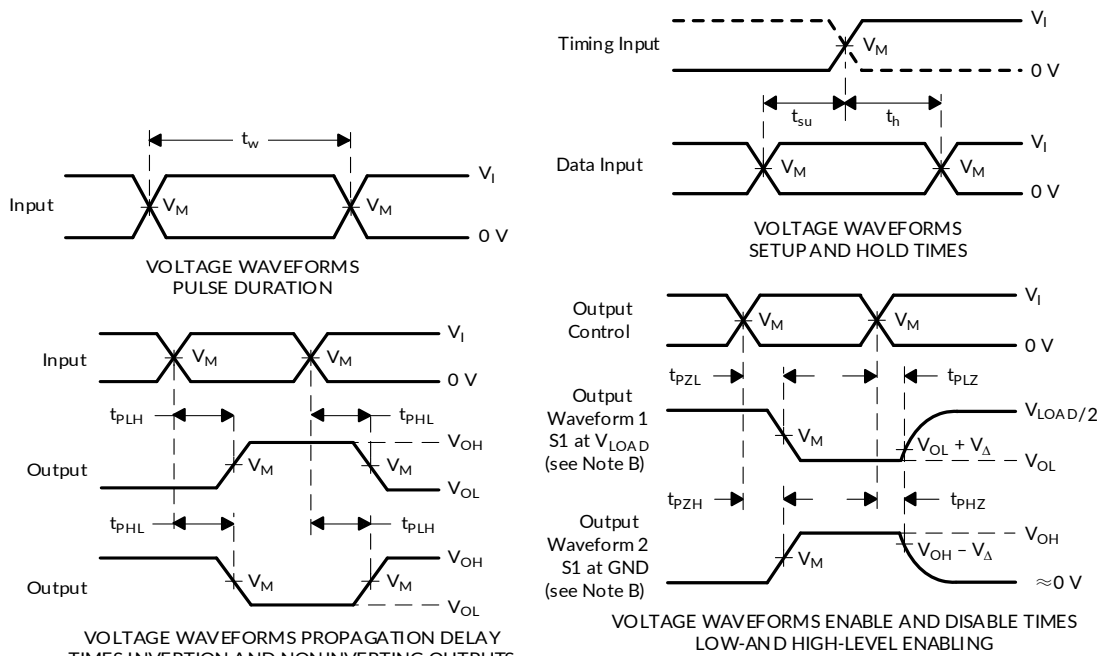 t_w
Input
V_M
V_M
V_I
0 V
VOLTAGE WAVEFORMS
PULSE DURATION
Timing Input
V_M
V_I
0 V
t_su
t_h
Data Input
V_M
V_M
V_I
0 V
VOLTAGE WAVEFORMS
SETUP AND HOLD TIMES
Input
V_M
V_M
V_I
0 V
t_PLH
t_PHL
Output
V_M
V_M
V_OH
V_OL
t_PHL
t_PLH
Output
V_M
V_M
V_OH
V_OL
VOLTAGE WAVEFORMS PROPAGATION DELAY
TIMES INVERTION AND NONINVERTING OUTPUTS
Output
Control
V_M
V_M
V_I
0 V
t_PZL
t_PLZ
Output
Waveform 1
S1 at V_LOAD
(see Note B)
V_M
V_LOAD/2
V_OL + V_Δ
V_OL
t_PZH
t_PHZ
Output
Waveform 2
S1 at GND
(see Note B)
V_M
V_OH
V_OH – V_Δ
≈0 V
VOLTAGE WAVEFORMS ENABLE AND DISABLE TIMES
LOW-AND HIGH-LEVEL ENABLING